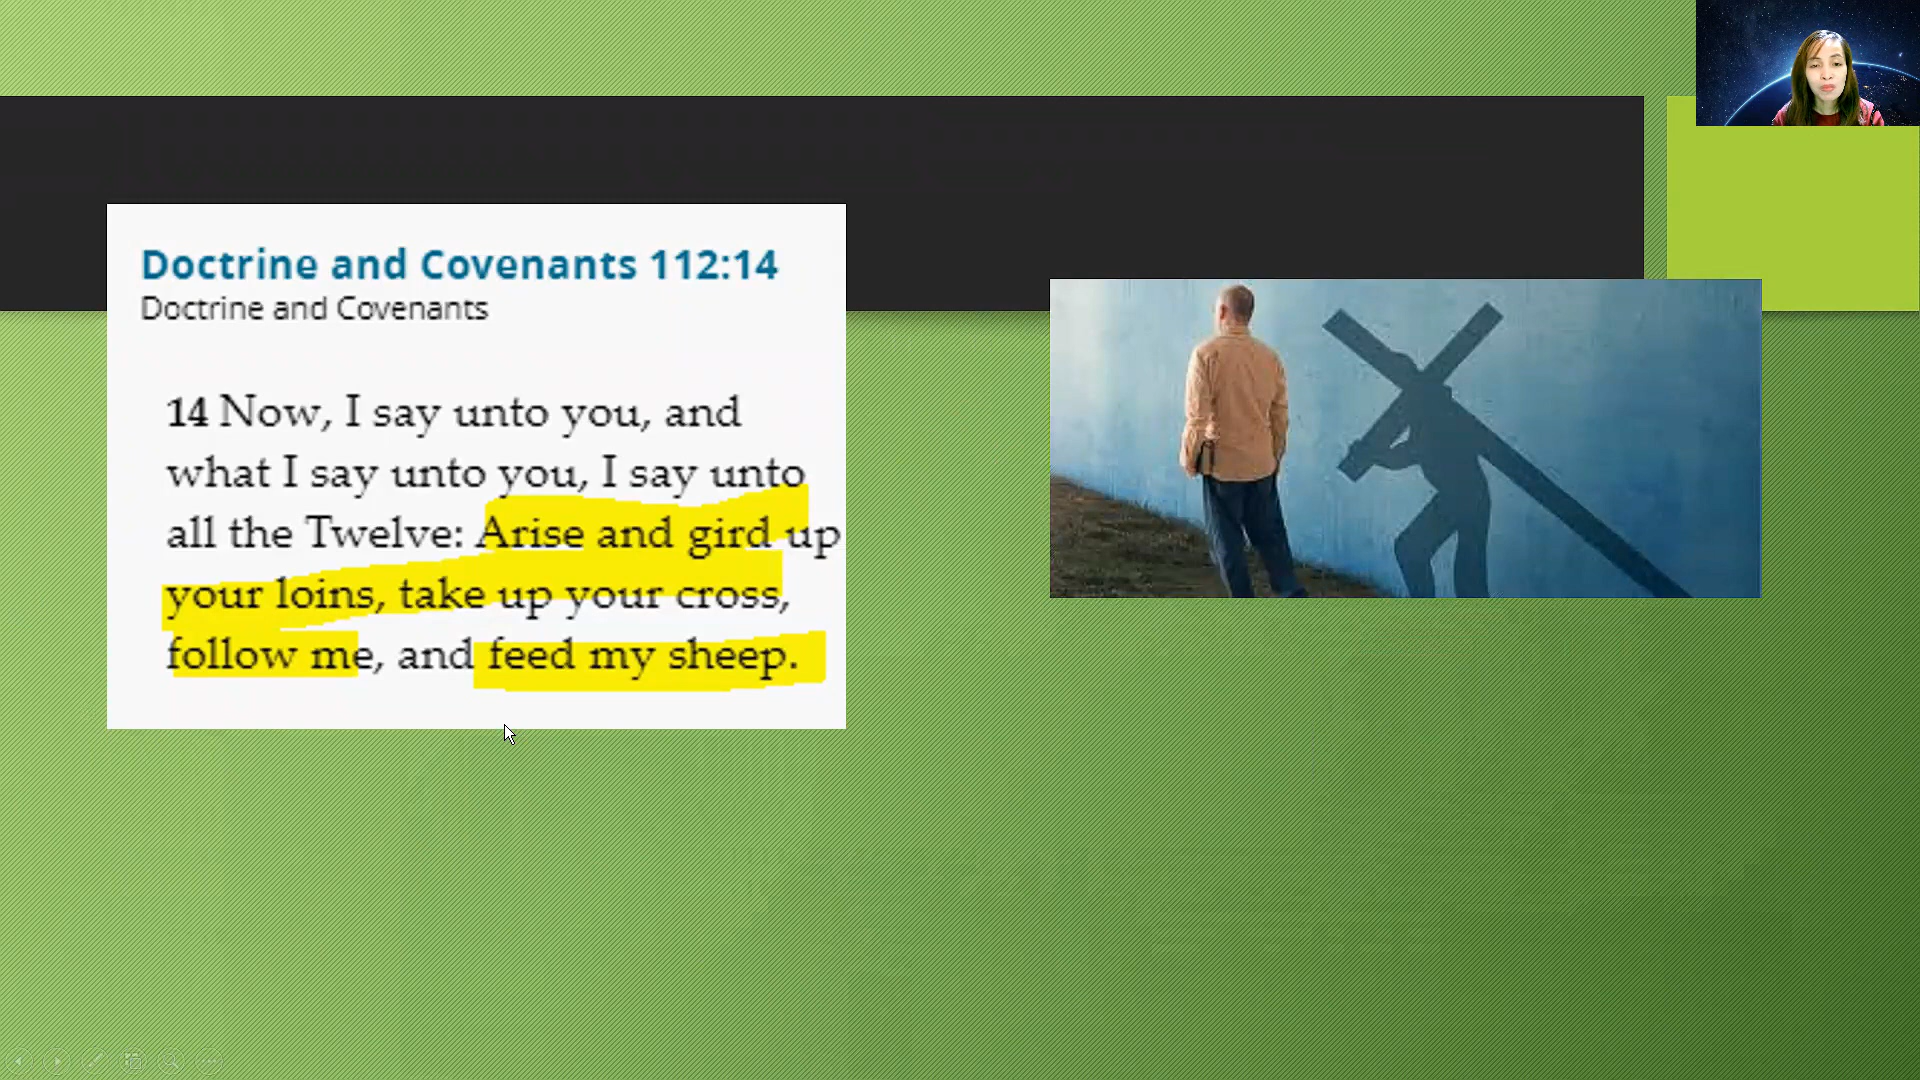 Doctrine and Covenants 112:14
Doctrine and Covenants
14 Now, I say unto you, and
what I say unto you, I say unto
all the Twelve: Arise and gird up
your loins, take up your cross,
follow me, and feed my sheep.